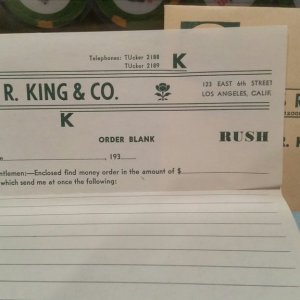 Telephones: TUcker 2188
TUcker 2189
K
R. KING & CO.
123 EAST 6th STREET
LOS ANGELES, CALIF.
K
ORDER BLANK
RUSH
, 193
Enclosed find money order in the amount of $
which send me at once the following: